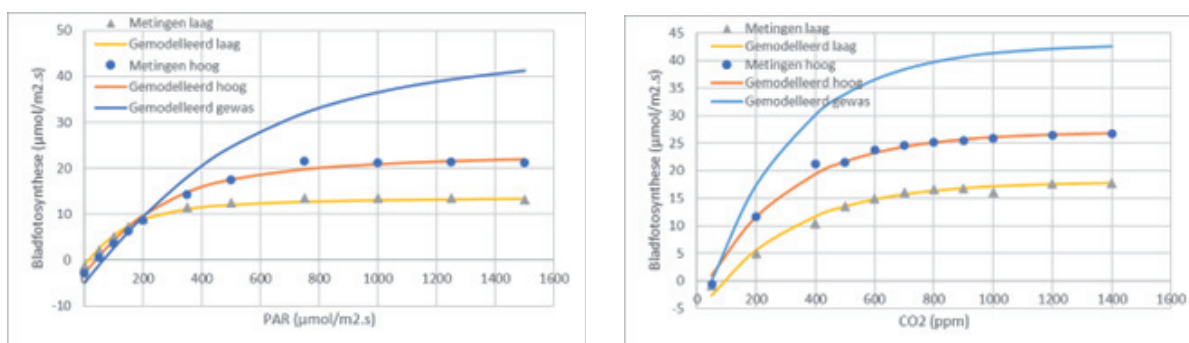 50
40
30
20
10
0
-10
Bladfotosynthese (µmol/m2.s)
Metingen laag
Gemodelleerd laag
Metingen hoog
Gemodelleerd hoog
Gemodelleerd gewas
200 400 600 800 1000 1200 1400 1600
PAR (µmol/m2.s)
45
40
35
30
25
20
15
10
5
0
-5
Bladfotosynthese (µmol/m2.s)
Metingen laag
Gemodelleerd laag
Metingen hoog
Gemodelleerd hoog
Gemodelleerd gewas
0 200 400 600 800 1000 1200 1400 1600
CO2 (ppm)